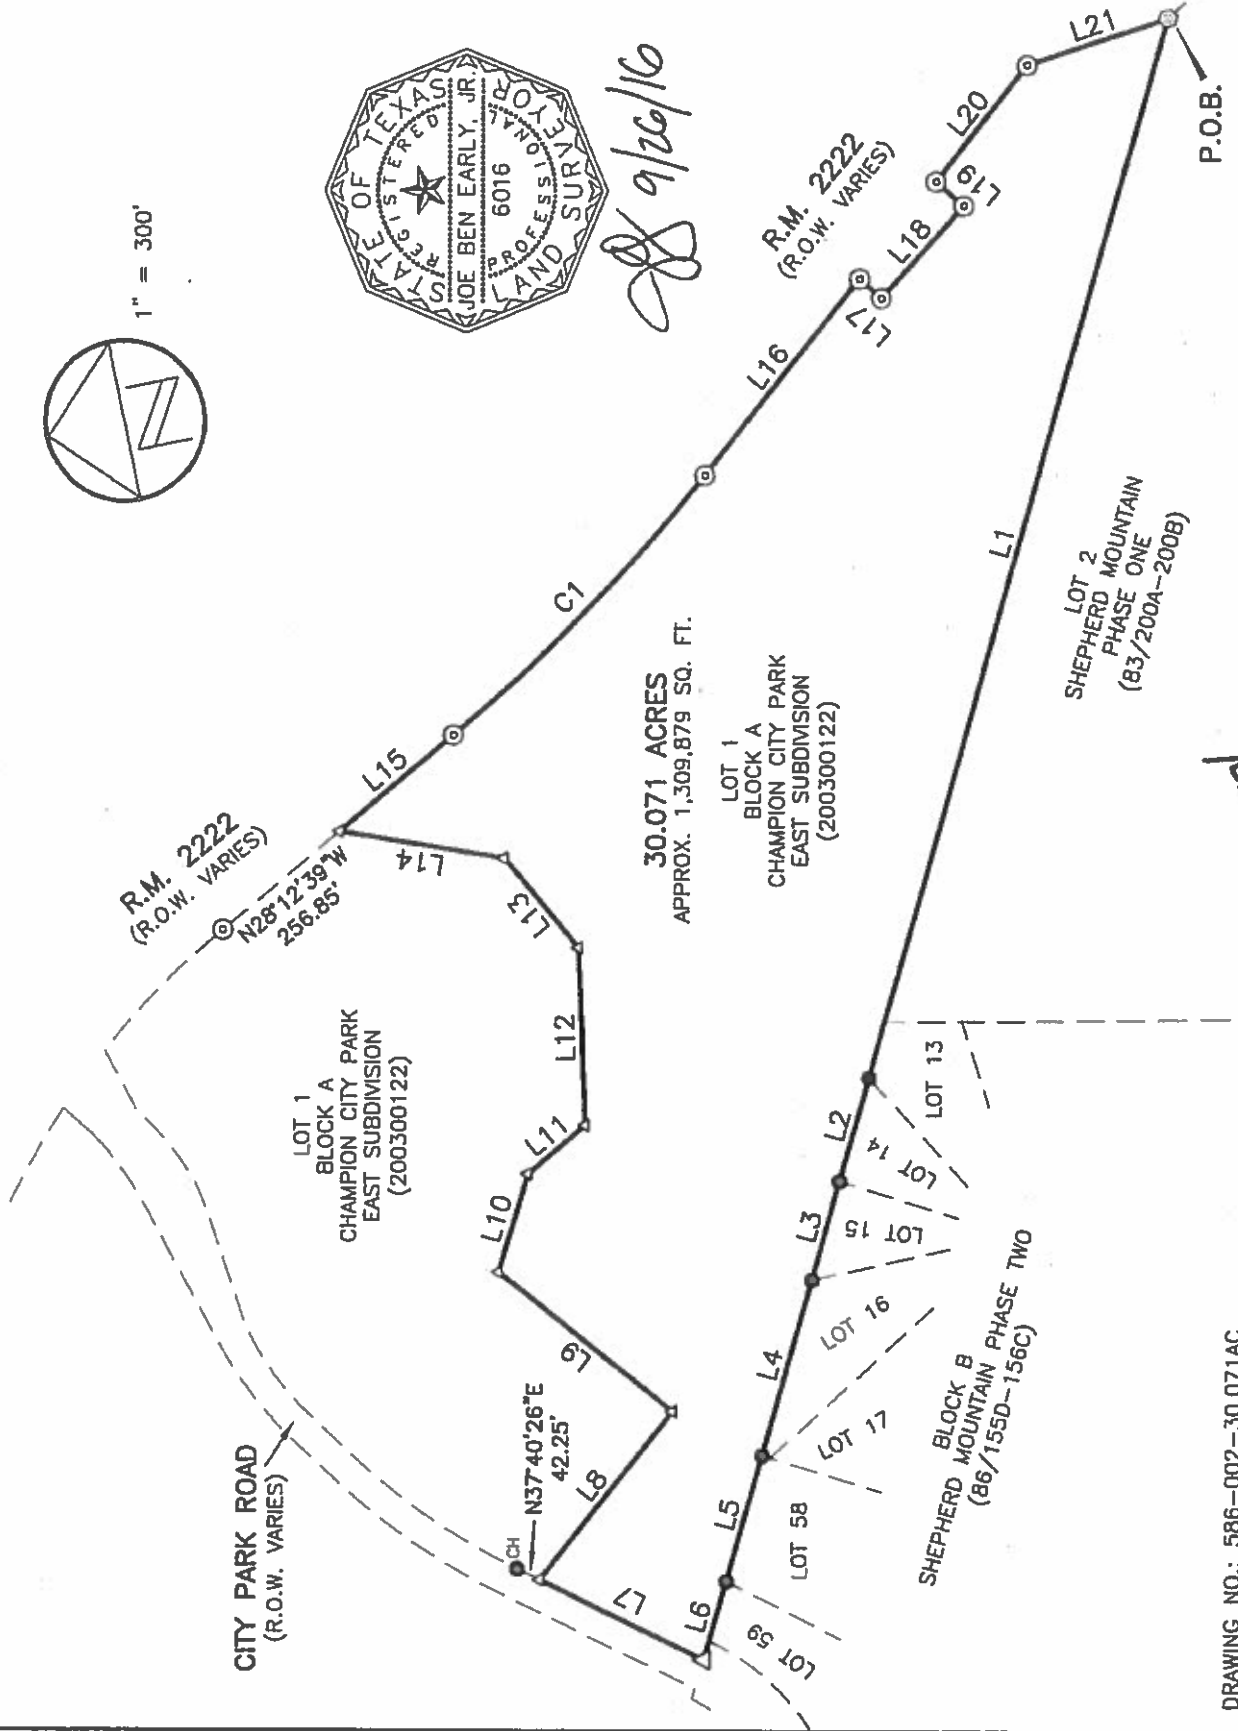 1" = 300'
STATE OF TEXAS
REGISTERED
JOE BEN EARLY, JR.
6016
PROFESSIONAL
LAND SURVEYOR
9/26/16
R.M. 2222
(R.O.W. VARIES)
N28°12'39"W
256.85'
R.M. 2222
(R.O.W. VARIES)
CITY PARK ROAD
(R.O.W. VARIES)
LOT 1
BLOCK A
CHAMPION CITY PARK
EAST SUBDIVISION
(200300122)
30.071 ACRES
APPROX. 1,309,879 SQ. FT.
LOT 1
BLOCK A
CHAMPION CITY PARK
EAST SUBDIVISION
(200300122)
CH
N37°40'26"E
42.25'
L1
L2
L3
L4
L5
L6
L7
L8
L9
L10
L11
L12
L13
L14
L15
C1
L16
L17
L18
L19
L20
L21
P.O.B.
LOT 2
SHEPHERD MOUNTAIN
PHASE ONE
(83/200A-200B)
LOT 13
LOT 14
LOT 15
LOT 16
LOT 17
LOT 58
LOT 59
BLOCK B
SHEPHERD MOUNTAIN PHASE TWO
(86/155D-156C)
DRAWING NO.: 586-002-30.071AC